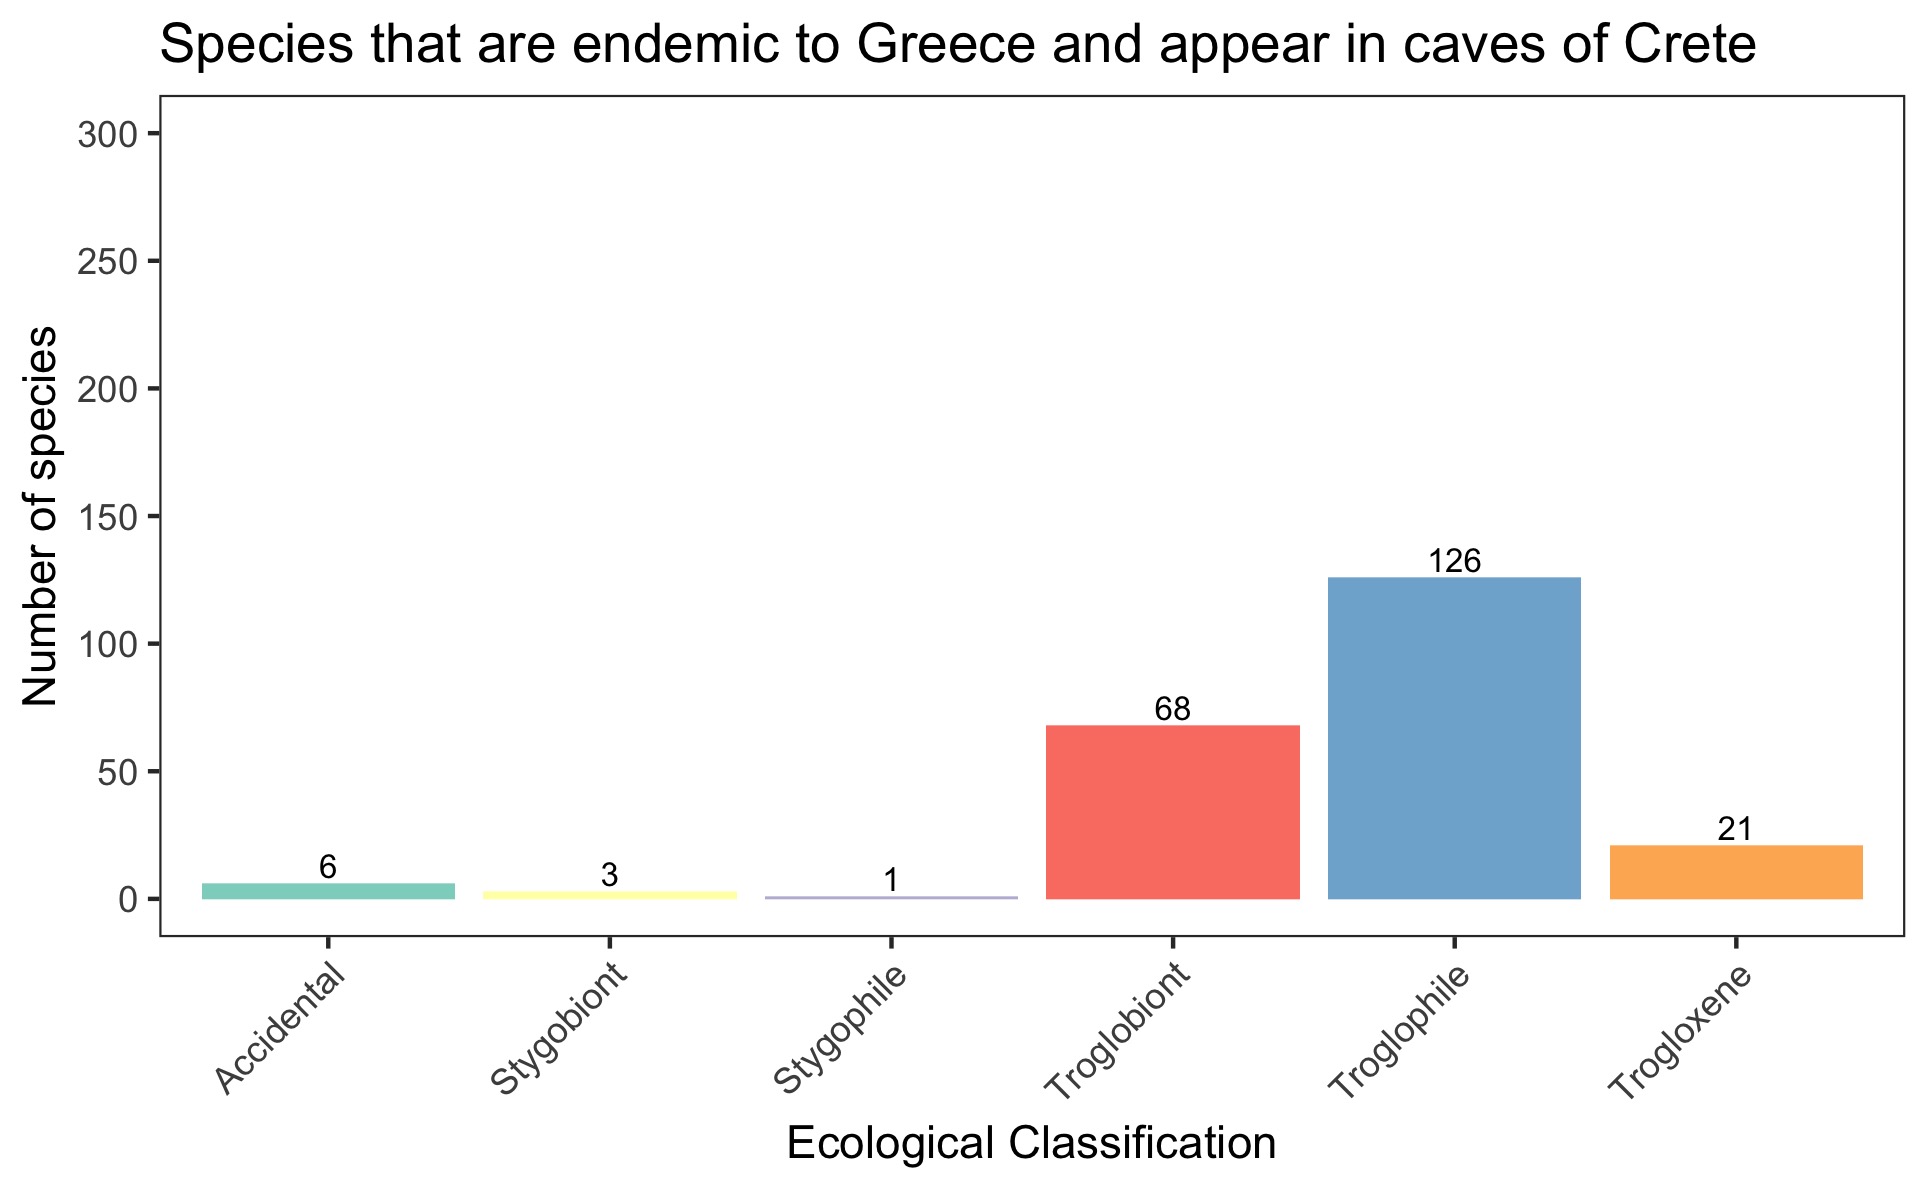 Species that are endemic to Greece and appear in caves of Crete
Number of species
300
250
200
150
100
50
0
6
3
1
68
126
21
Accidental
Stygobiont
Stygophile
Troglobiont
Troglophile
Trogloxene
Ecological Classification